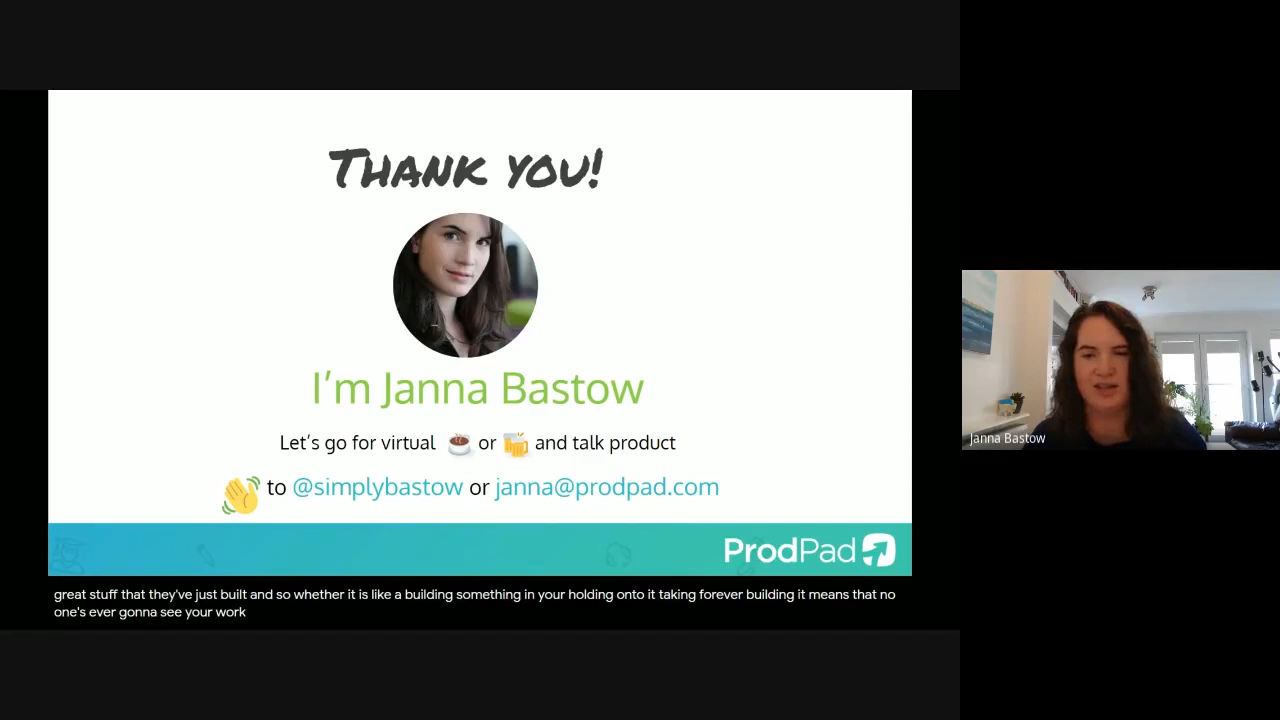 Thank you!
I'm Janna Bastow
Let's go for virtual ☕ or 🍻 and talk product
👋 to @simplybastow or janna@prodpad.com
ProdPad
great stuff that they've just built and so whether it is like a building something in your holding onto it taking forever building it means that no
one's ever gonna see your work
Janna Bastow